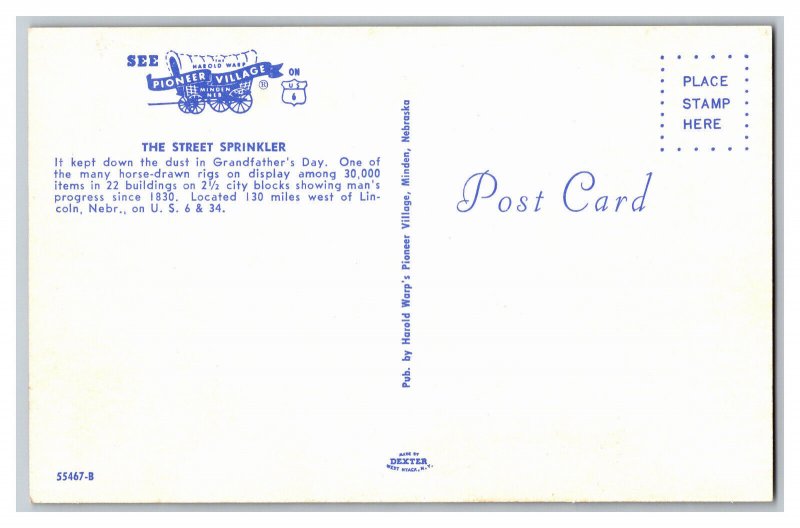 SEE
THE
HAROLD WARP
PIONEER VILLAGE
MINDEN
NEB
®
ON
U S
6
THE STREET SPRINKLER
It kept down the dust in Grandfather's Day. One of
the many horse-drawn rigs on display among 30,000
items in 22 buildings on 2½ city blocks showing man's
progress since 1830. Located 130 miles west of Lin-
coln, Nebr., on U. S. 6 & 34.
55467-B
Pub. by Harold Warp's Pioneer Village, Minden, Nebraska
MADE BY
DEXTER
WEST NYACK, N.Y.
PLACE
STAMP
HERE
Post Card